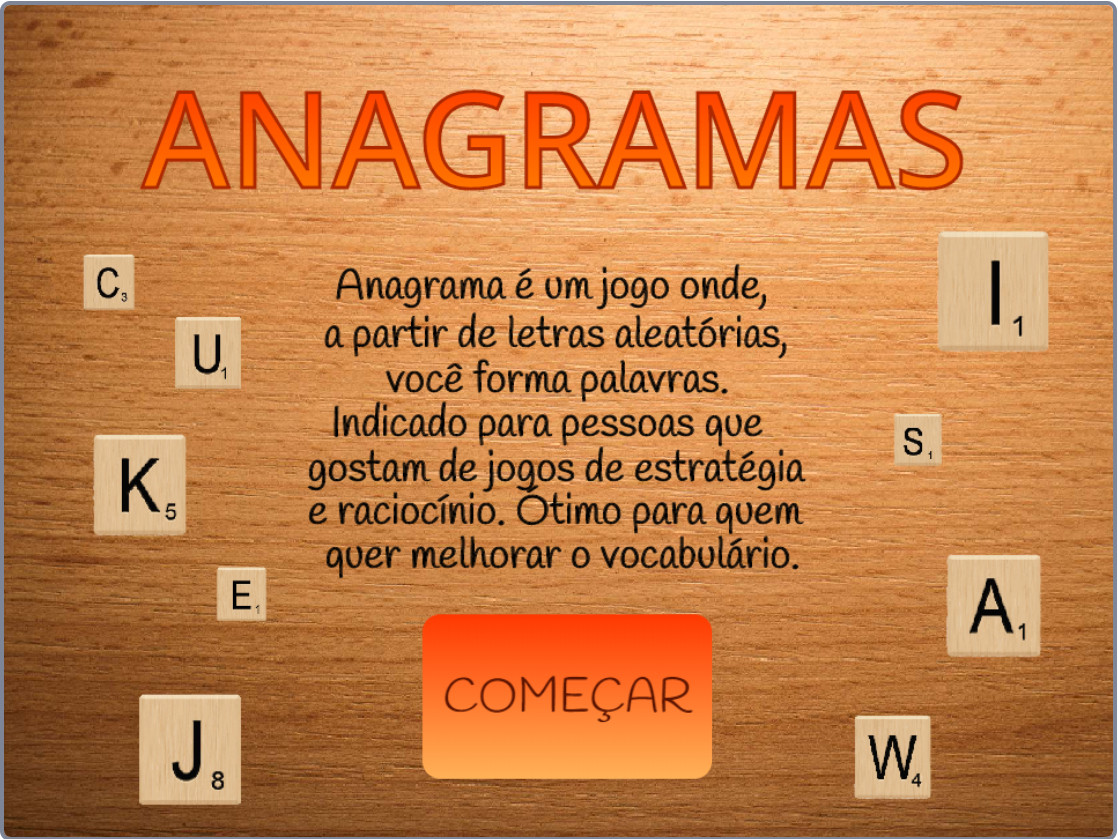 ANAGRAMAS
C3
I1
Anagrama é um jogo onde,
a partir de letras aleatórias,
U1
você forma palavras.
Indicado para pessoas que
S1
K5
gostam de jogos de estratégia
e raciocínio. Ótimo para quem
quer melhorar o vocabulário.
E1
A1
COMEÇAR
J8
W4